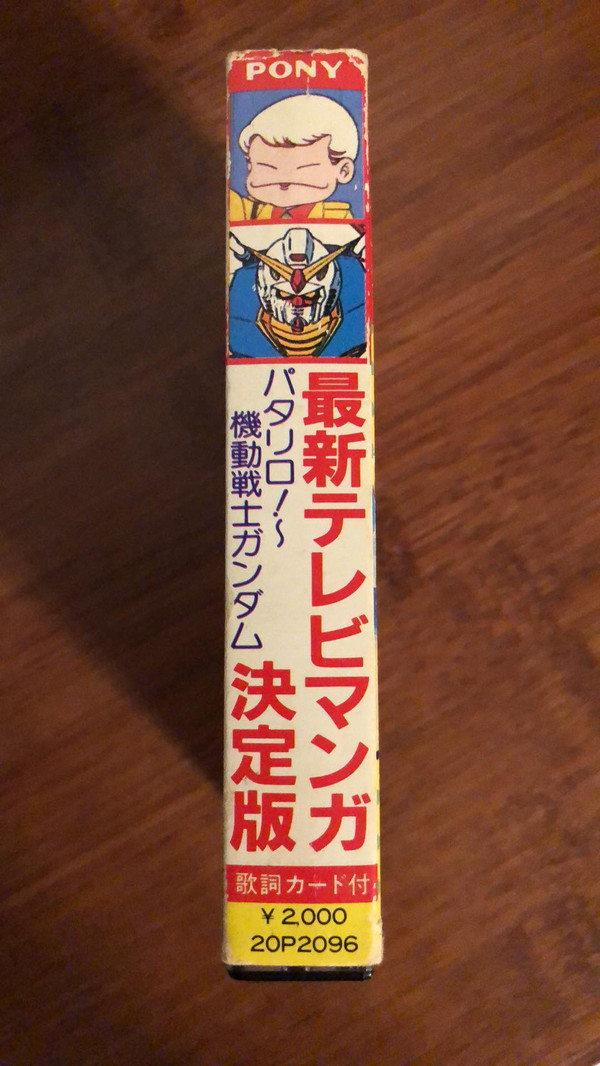 PONY
最新テレビマンガ
パタリロ!〜
機動戦士ガンダム
決定版
歌詞カード付
¥2,000
20P2096